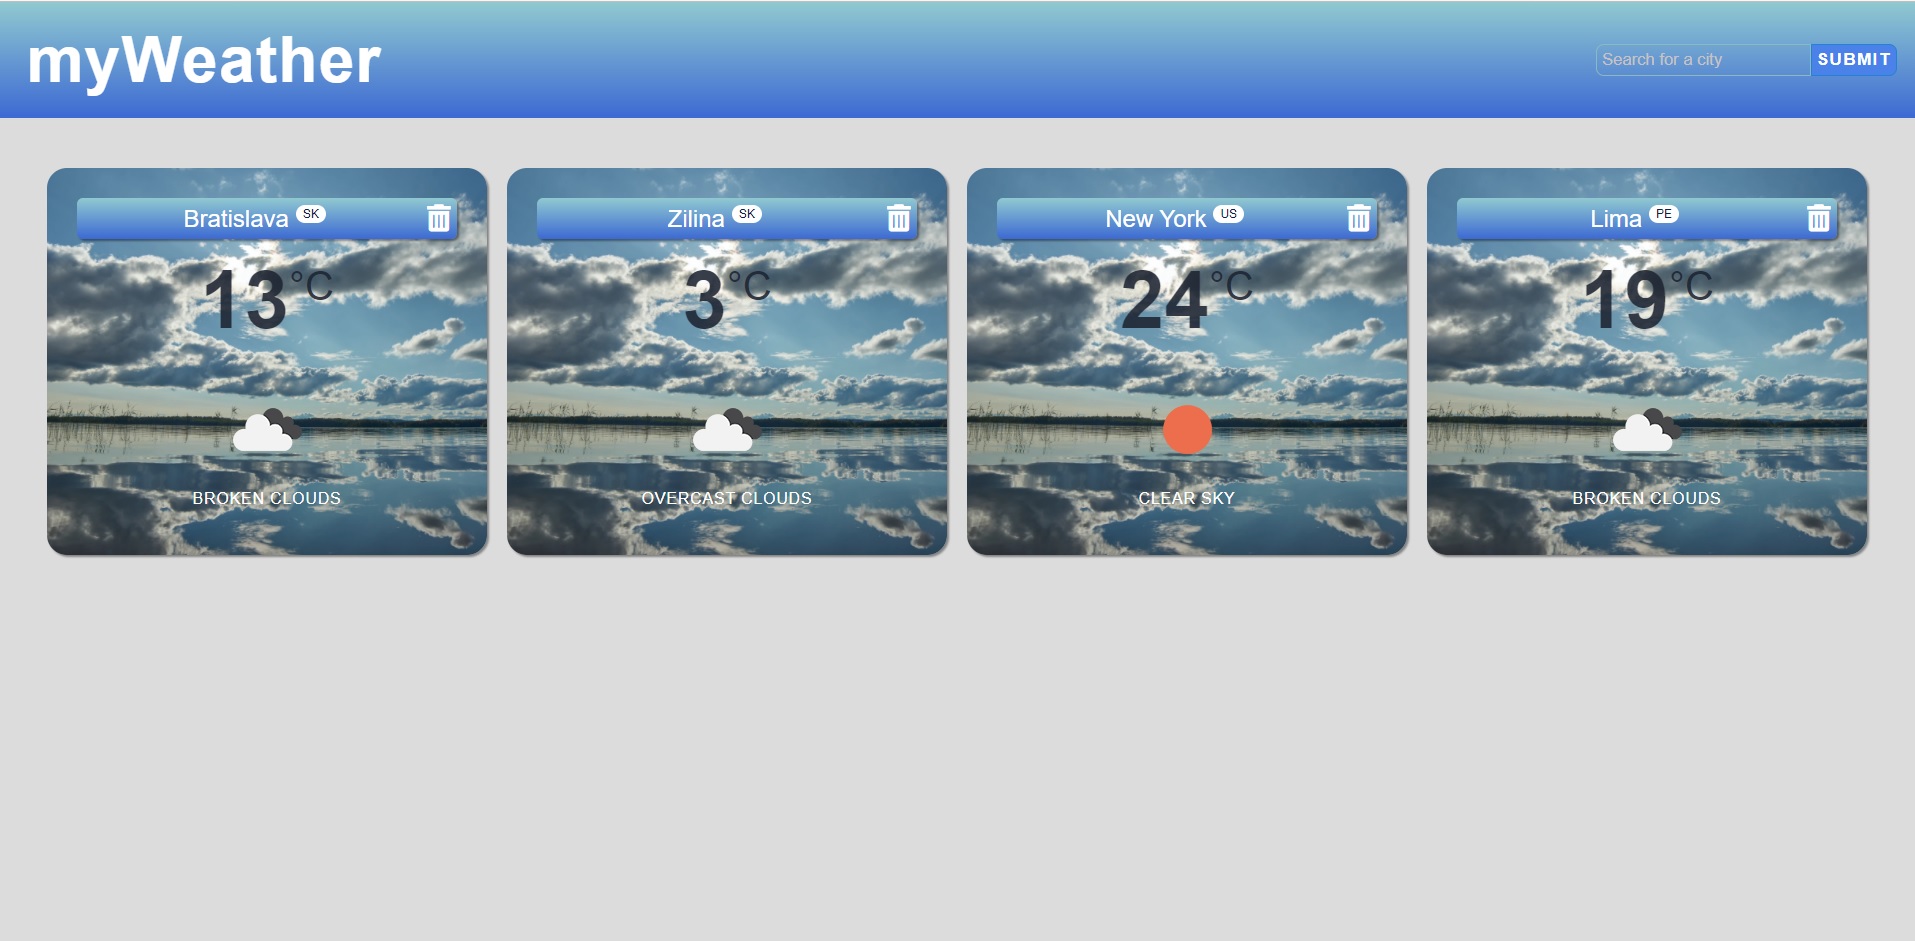 myWeather
Search for a city SUBMIT
Bratislava SK
13°C
BROKEN CLOUDS
Zilina SK
3°C
OVERCAST CLOUDS
New York US
24°C
CLEAR SKY
Lima PE
19°C
BROKEN CLOUDS